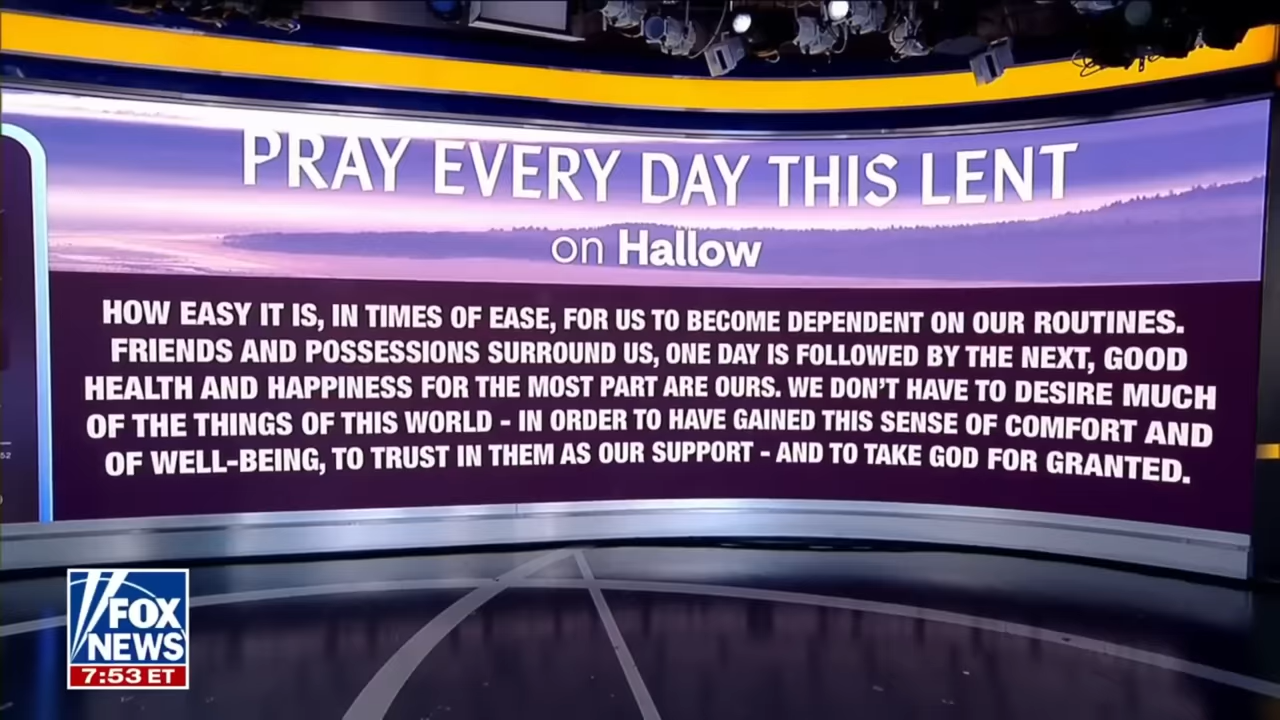 PRAY EVERY DAY THIS LENT
on Hallow
HOW EASY IT IS, IN TIMES OF EASE, FOR US TO BECOME DEPENDENT ON OUR ROUTINES.
FRIENDS AND POSSESSIONS SURROUND US, ONE DAY IS FOLLOWED BY THE NEXT, GOOD
HEALTH AND HAPPINESS FOR THE MOST PART ARE OURS. WE DON'T HAVE TO DESIRE MUCH
OF THE THINGS OF THIS WORLD - IN ORDER TO HAVE GAINED THIS SENSE OF COMFORT AND
OF WELL-BEING, TO TRUST IN THEM AS OUR SUPPORT - AND TO TAKE GOD FOR GRANTED.
FOX
NEWS
7:53 ET